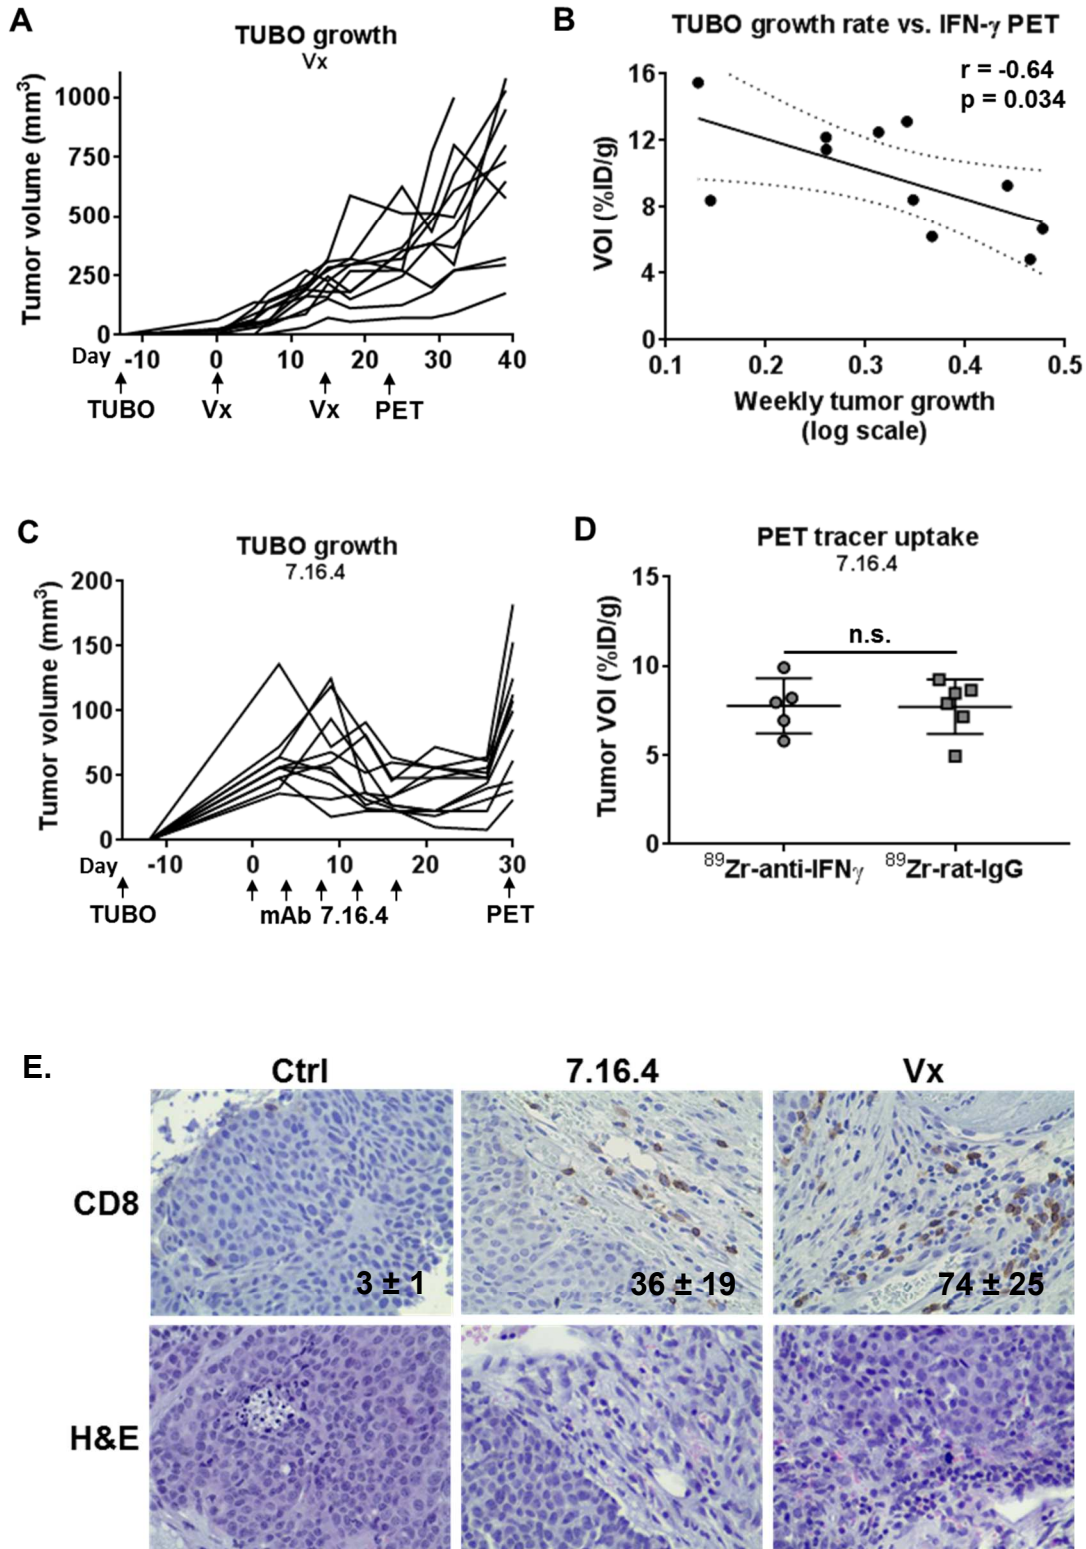 A
TUBO growth
Vx
Tumor volume (mm³)
1000
750
500
250
0
Day -10 0 10 20 30 40
TUBO Vx Vx PET
B
TUBO growth rate vs. IFN-γ PET
r = -0.64
p = 0.034
VOI (%ID/g)
16
12
8
4
0
0.1 0.2 0.3 0.4 0.5
Weekly tumor growth
(log scale)
C
TUBO growth
7.16.4
Tumor volume (mm³)
200
150
100
50
0
Day -10 0 10 20 30
TUBO mAb 7.16.4 PET
D
PET tracer uptake
7.16.4
Tumor VOI (%ID/g)
15
10
5
0
n.s.
⁸⁹Zr-anti-IFNγ ⁸⁹Zr-rat-IgG
E.
Ctrl 7.16.4 Vx
CD8
3 ± 1 36 ± 19 74 ± 25
H&E